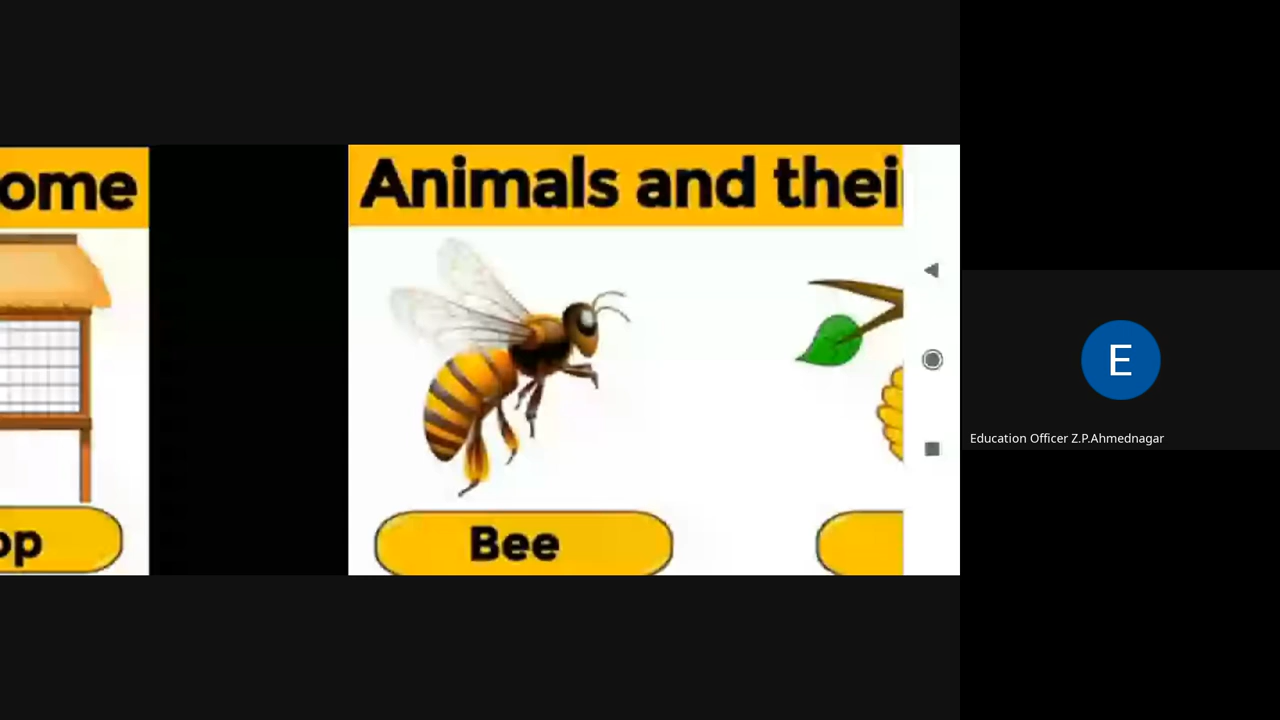 ome
op
Animals and thei
Bee
E
Education Officer Z.P.Ahmednagar